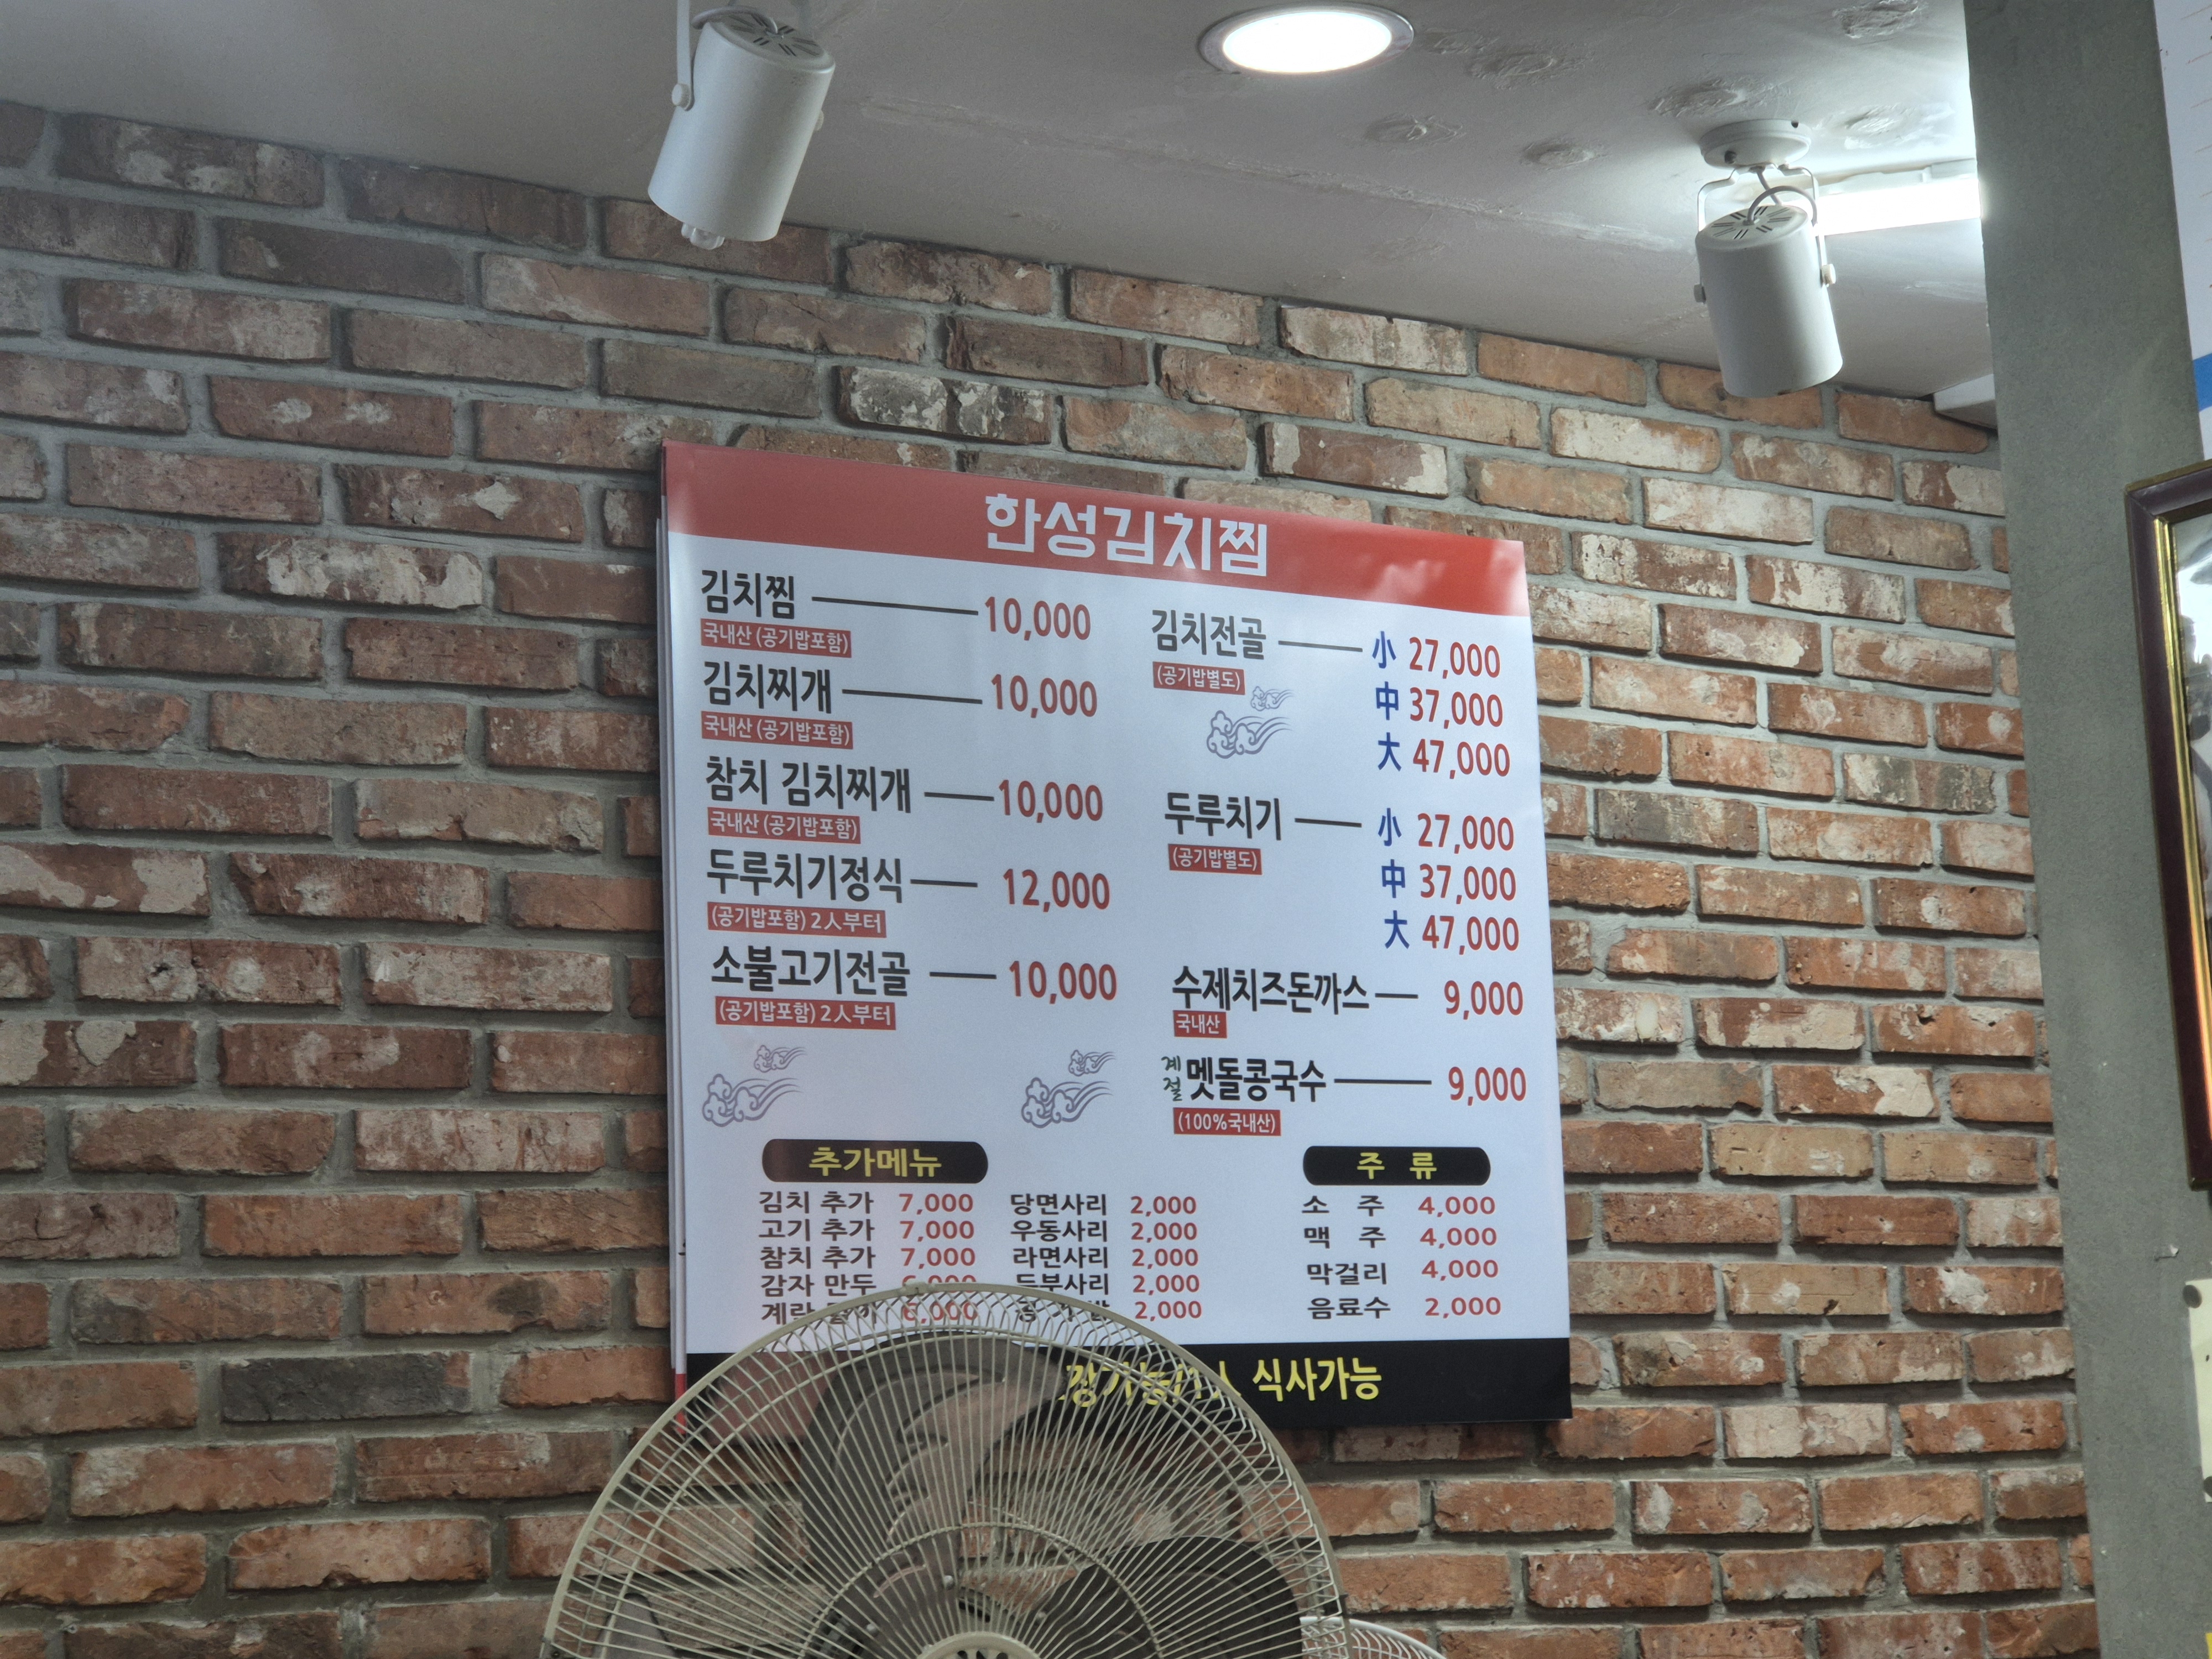 한성김치찜
김치찜 10,000
국내산 (공기밥포함)
김치찌개 10,000
국내산 (공기밥포함)
참치 김치찌개 10,000
국내산 (공기밥포함)
두루치기정식 12,000
(공기밥포함) 2人부터
소불고기전골 10,000
(공기밥포함) 2人부터
김치전골 小 27,000
(공기밥별도)
中 37,000
大 47,000
두루치기 小 27,000
(공기밥별도)
中 37,000
大 47,000
수제치즈돈까스 9,000
국내산
계절 멧돌콩국수 9,000
(100%국내산)
추가메뉴
김치 추가 7,000 당면사리 2,000
고기 추가 7,000 우동사리 2,000
참치 추가 7,000 라면사리 2,000
감자 만두 6,000 두부사리 2,000
6,000 2,000
주 류
소 주 4,000
맥 주 4,000
막걸리 4,000
음료수 2,000
식사가능